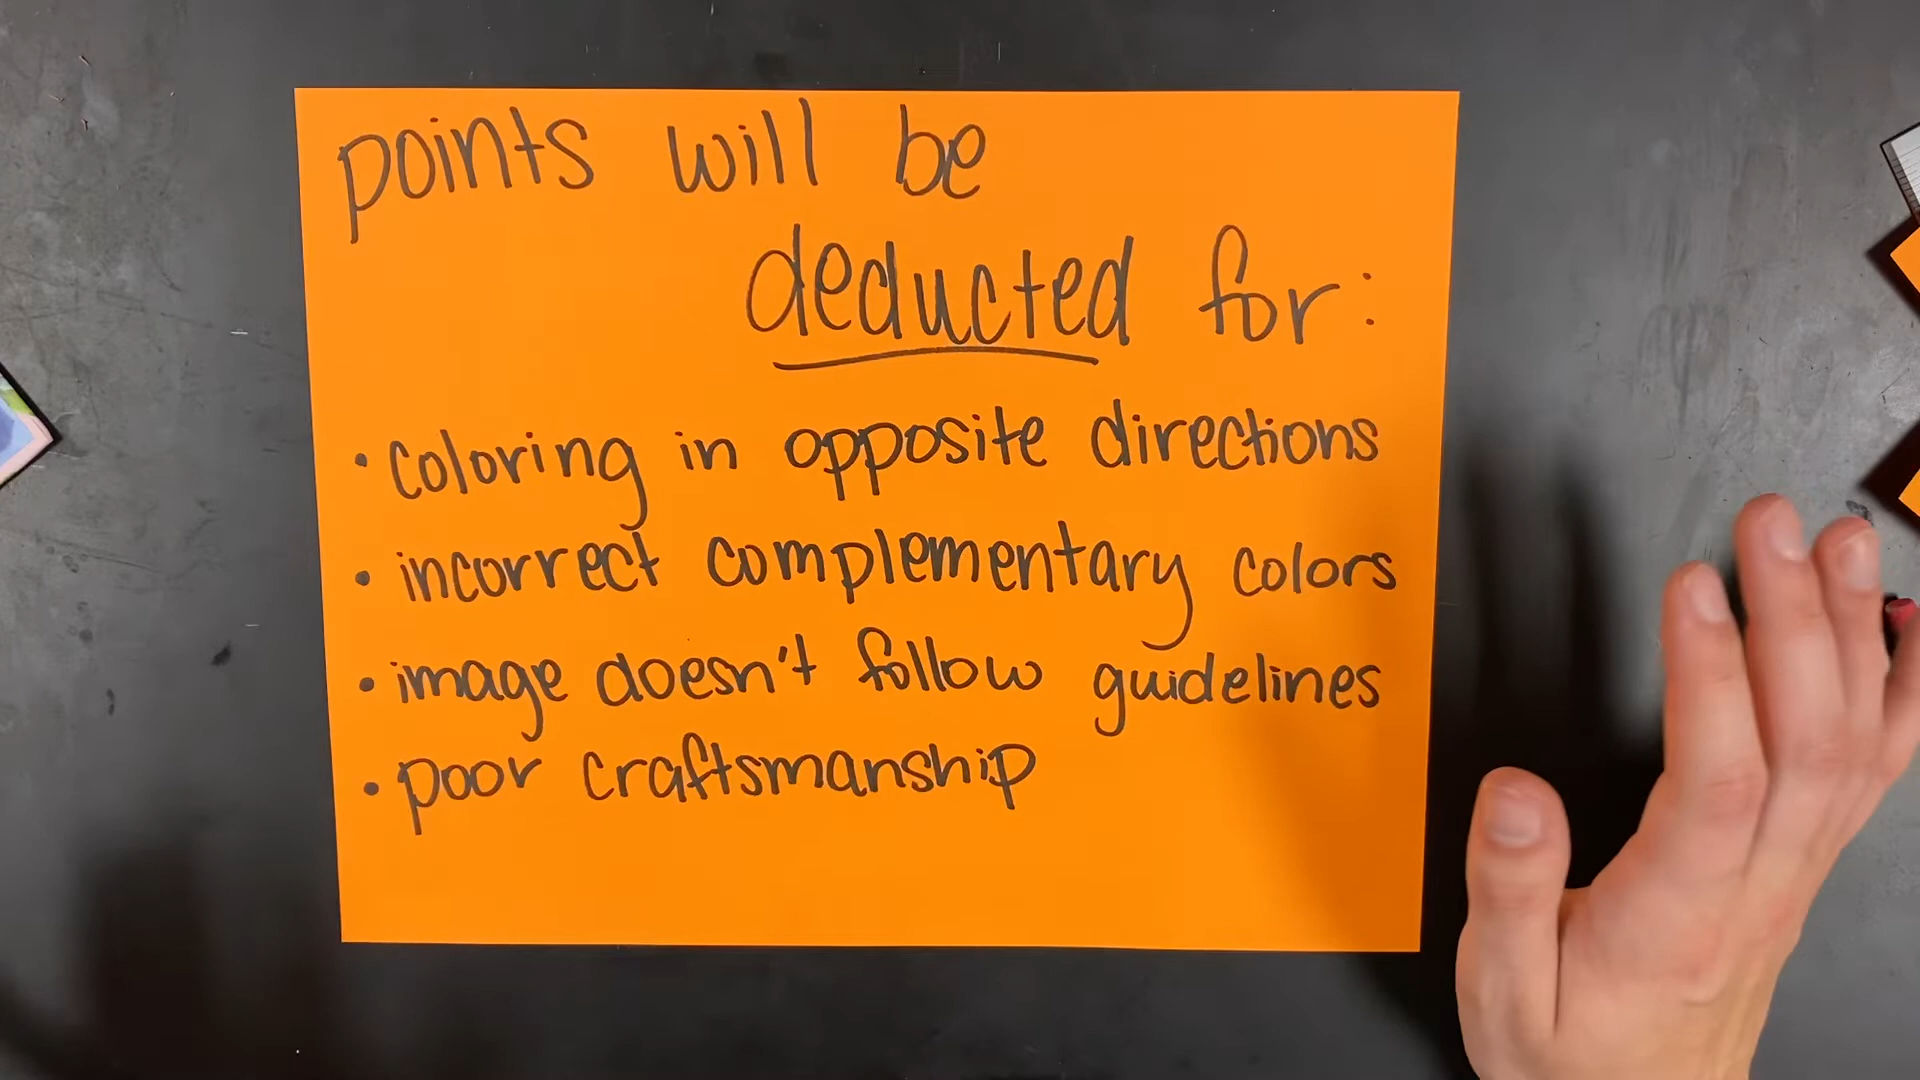 points will be
deducted for:
• coloring in opposite directions
• incorrect complementary colors
• image doesn't follow guidelines
• poor craftsmanship